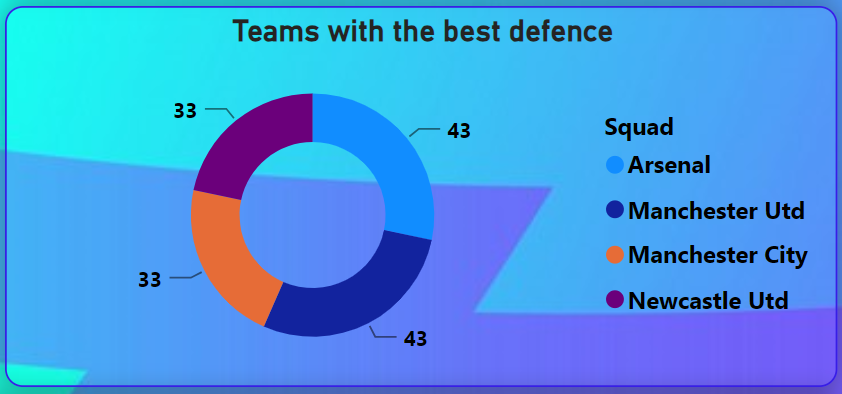 Teams with the best defence
33
43
33
43
Squad
Arsenal
Manchester Utd
Manchester City
Newcastle Utd